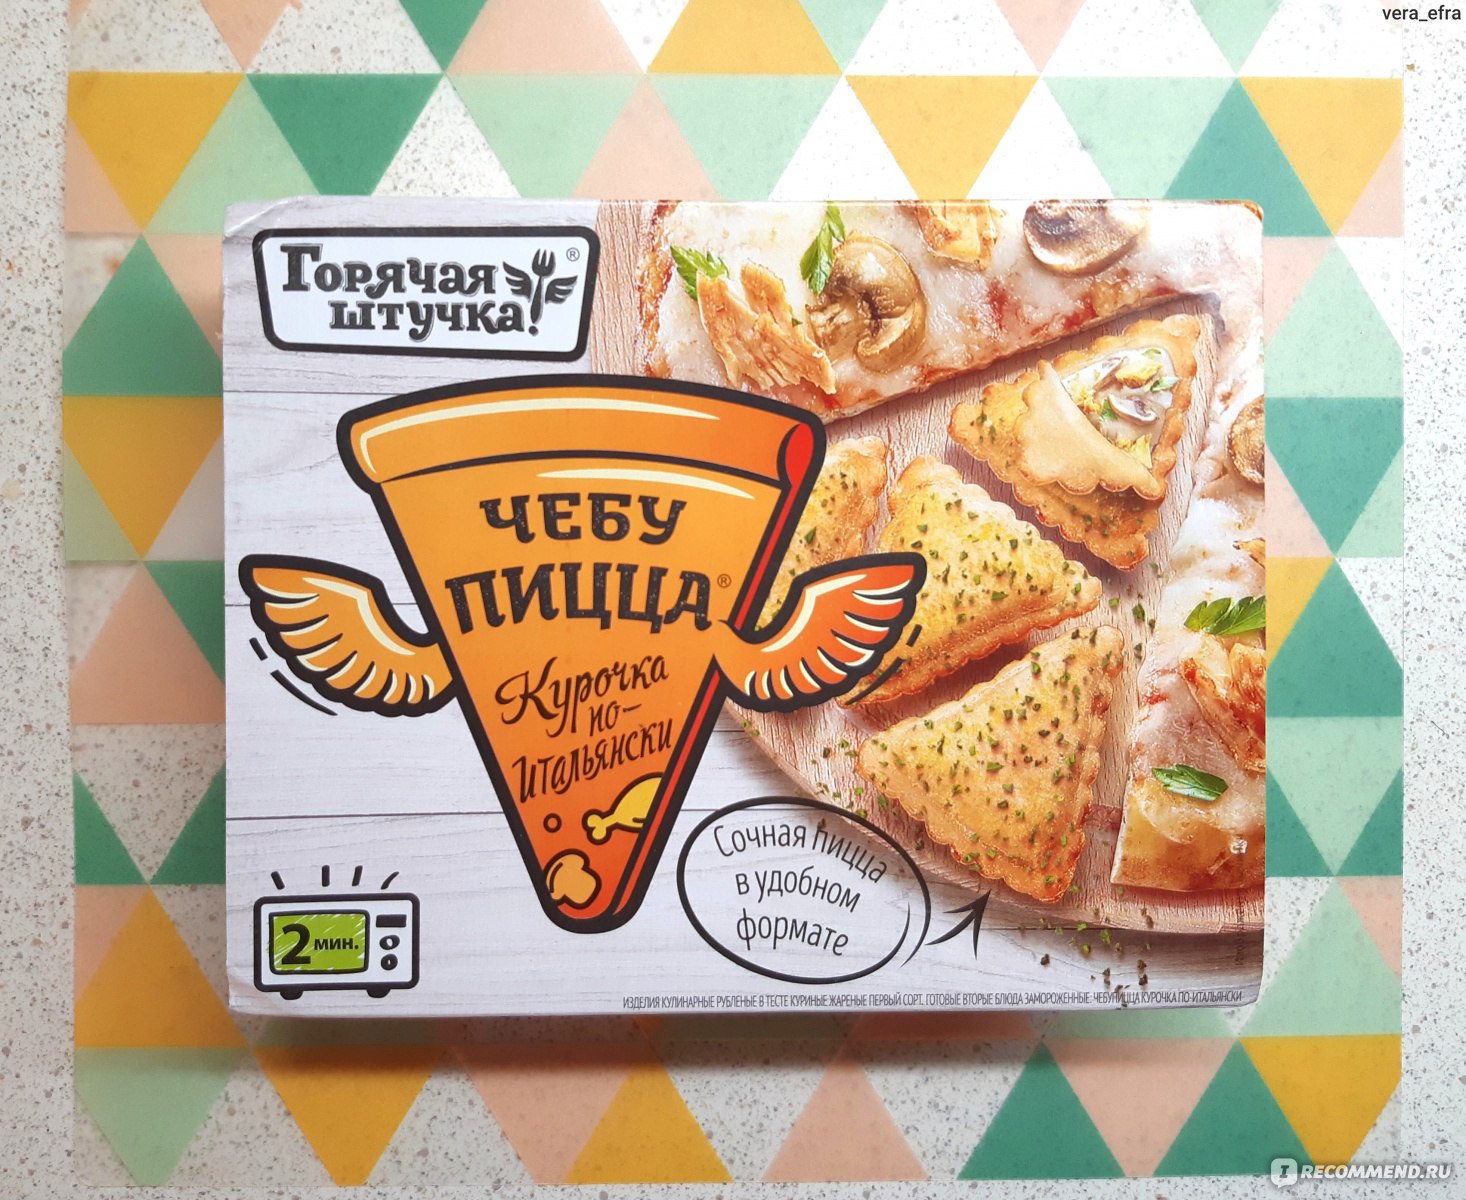 vera_efra
Горячая
штучка!
®
ЧЕБУ
ПИЦЦА®
Курочка
по-
Итальянски
Сочная пицца
в удобном
формате
2 мин.
ИЗДЕЛИЯ КУЛИНАРНЫЕ РУБЛЕНЫЕ В ТЕСТЕ КУРИНЫЕ ЖАРЕНЫЕ ПЕРВЫЙ СОРТ. ГОТОВЫЕ ВТОРЫЕ БЛЮДА ЗАМОРОЖЕННЫЕ: ЧЕБУПИЦЦА КУРОЧКА ПО-ИТАЛЬЯНСКИ
I RECOMMEND.RU